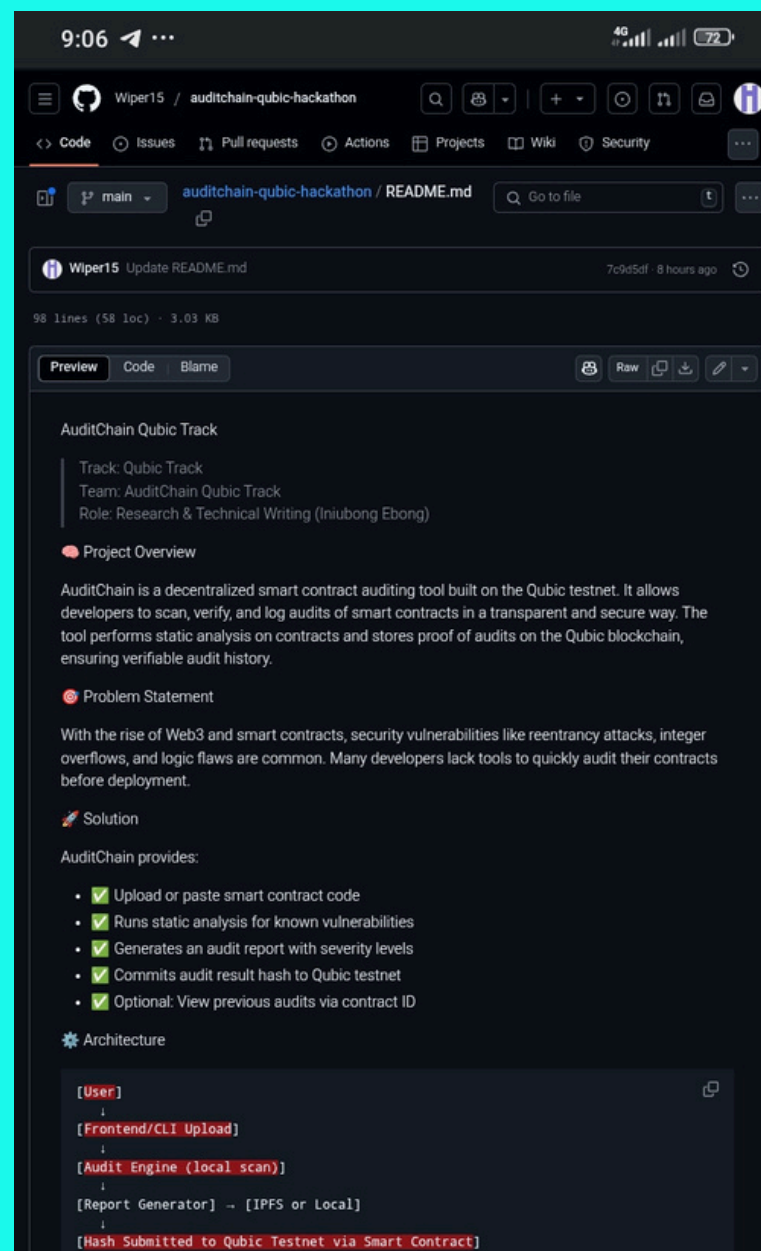 9:06 ...
4G 72
Wiper15 / auditchain-qubic-hackathon
<> Code Issues Pull requests Actions Projects Wiki Security ...
main auditchain-qubic-hackathon / README.md Go to file t ...
Wiper15 Update README.md 7c9d5df · 8 hours ago
98 lines (58 loc) · 3.03 KB
Preview Code Blame Raw
AuditChain Qubic Track
Track: Qubic Track
Team: AuditChain Qubic Track
Role: Research & Technical Writing (Iniubong Ebong)
🧠 Project Overview
AuditChain is a decentralized smart contract auditing tool built on the Qubic testnet. It allows
developers to scan, verify, and log audits of smart contracts in a transparent and secure way. The
tool performs static analysis on contracts and stores proof of audits on the Qubic blockchain,
ensuring verifiable audit history.
🎯 Problem Statement
With the rise of Web3 and smart contracts, security vulnerabilities like reentrancy attacks, integer
overflows, and logic flaws are common. Many developers lack tools to quickly audit their contracts
before deployment.
🚀 Solution
AuditChain provides:
• ✅ Upload or paste smart contract code
• ✅ Runs static analysis for known vulnerabilities
• ✅ Generates an audit report with severity levels
• ✅ Commits audit result hash to Qubic testnet
• ✅ Optional: View previous audits via contract ID
⚙️ Architecture
[User]
↓
[Frontend/CLI Upload]
↓
[Audit Engine (local scan)]
↓
[Report Generator] → [IPFS or Local]
↓
[Hash Submitted to Qubic Testnet via Smart Contract]